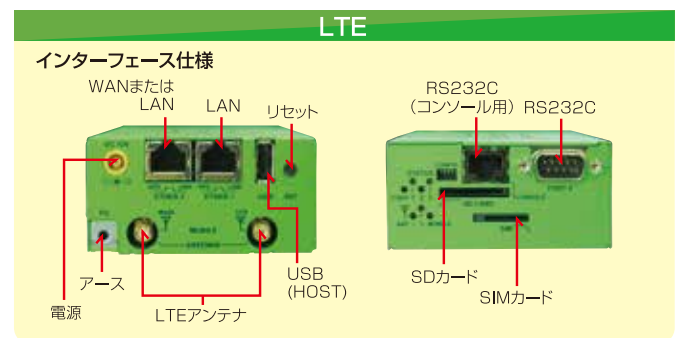 LTE
インターフェース仕様
WANまたは
LAN
LAN
リセット
RS232C
(コンソール用)
RS232C
アース
電源
LTEアンテナ
USB
(HOST)
SDカード
SIMカード